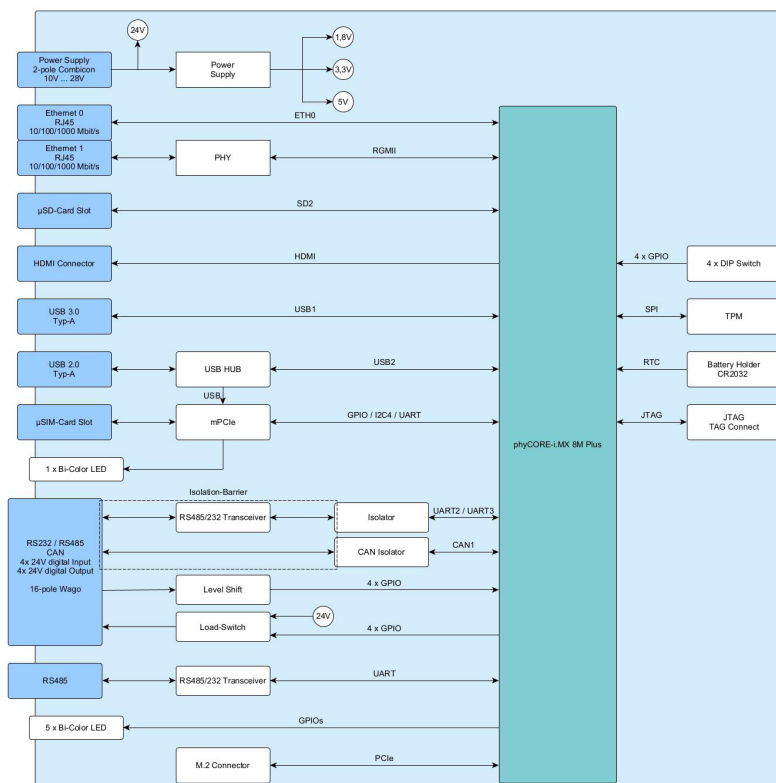 24V
1,8V
Power Supply
2-pole Combicon
10V ... 28V
Power
Supply
3,3V
5V
Ethernet 0
RJ45
10/100/1000 Mbit/s
ETH0
Ethernet 1
RJ45
10/100/1000 Mbit/s
PHY
RGMII
µSD-Card Slot
SD2
HDMI Connector
HDMI
4 x GPIO
4 x DIP Switch
USB 3.0
Typ-A
USB1
SPI
TPM
USB 2.0
Typ-A
USB HUB
USB2
RTC
Battery Holder
CR2032
USB
µSIM-Card Slot
mPCIe
GPIO / I2C4 / UART
JTAG
JTAG
TAG Connect
phyCORE-i.MX 8M Plus
1 x Bi-Color LED
Isolation-Barrier
RS232 / RS485
CAN
4x 24V digital Input
4x 24V digital Output
16-pole Wago
RS485/232 Transceiver
Isolator
UART2 / UART3
CAN Isolator
CAN1
Level Shift
4 x GPIO
Load-Switch
24V
4 x GPIO
RS485
RS485/232 Transceiver
UART
5 x Bi-Color LED
GPIOs
M.2 Connector
PCIe